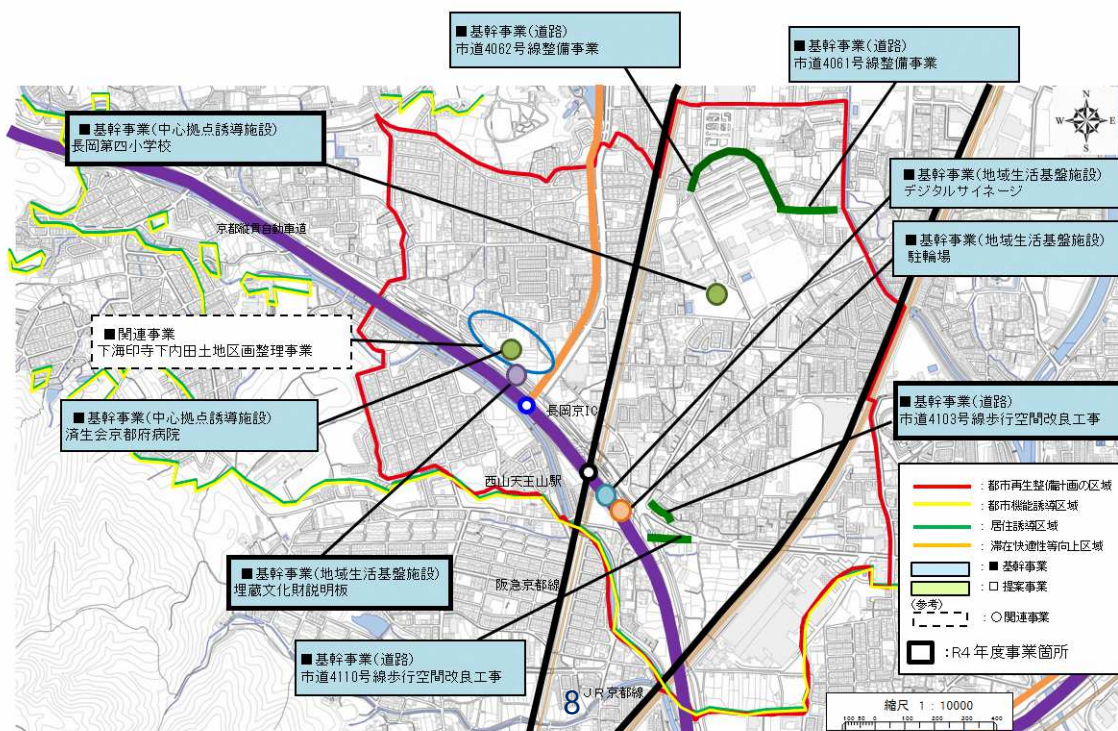 ■基幹事業(道路)
市道4062号線整備事業
■基幹事業(道路)
市道4061号線整備事業
■基幹事業(中心拠点誘導施設)
長岡第四小学校
N
W
E
S
■基幹事業(地域生活基盤施設)
デジタルサイネージ
京都縦貫自動車道
■基幹事業(地域生活基盤施設)
駐輪場
■関連事業
下海印寺下内田土地区画整理事業
■基幹事業(中心拠点誘導施設)
済生会京都府病院
長岡京IC
■基幹事業(道路)
市道4103号線歩行空間改良工事
西山天王山駅
■基幹事業(地域生活基盤施設)
埋蔵文化財説明板
阪急京都線
■基幹事業(道路)
市道4110号線歩行空間改良工事
JR京都線
8
:都市再生整備計画の区域
:都市機能誘導区域
:居住誘導区域
:滞在快適性等向上区域
:■基幹事業
:□提案事業
(参考)
:○関連事業
:R4年度事業箇所
縮尺 1:10000
100 50 0 100 200 300 400